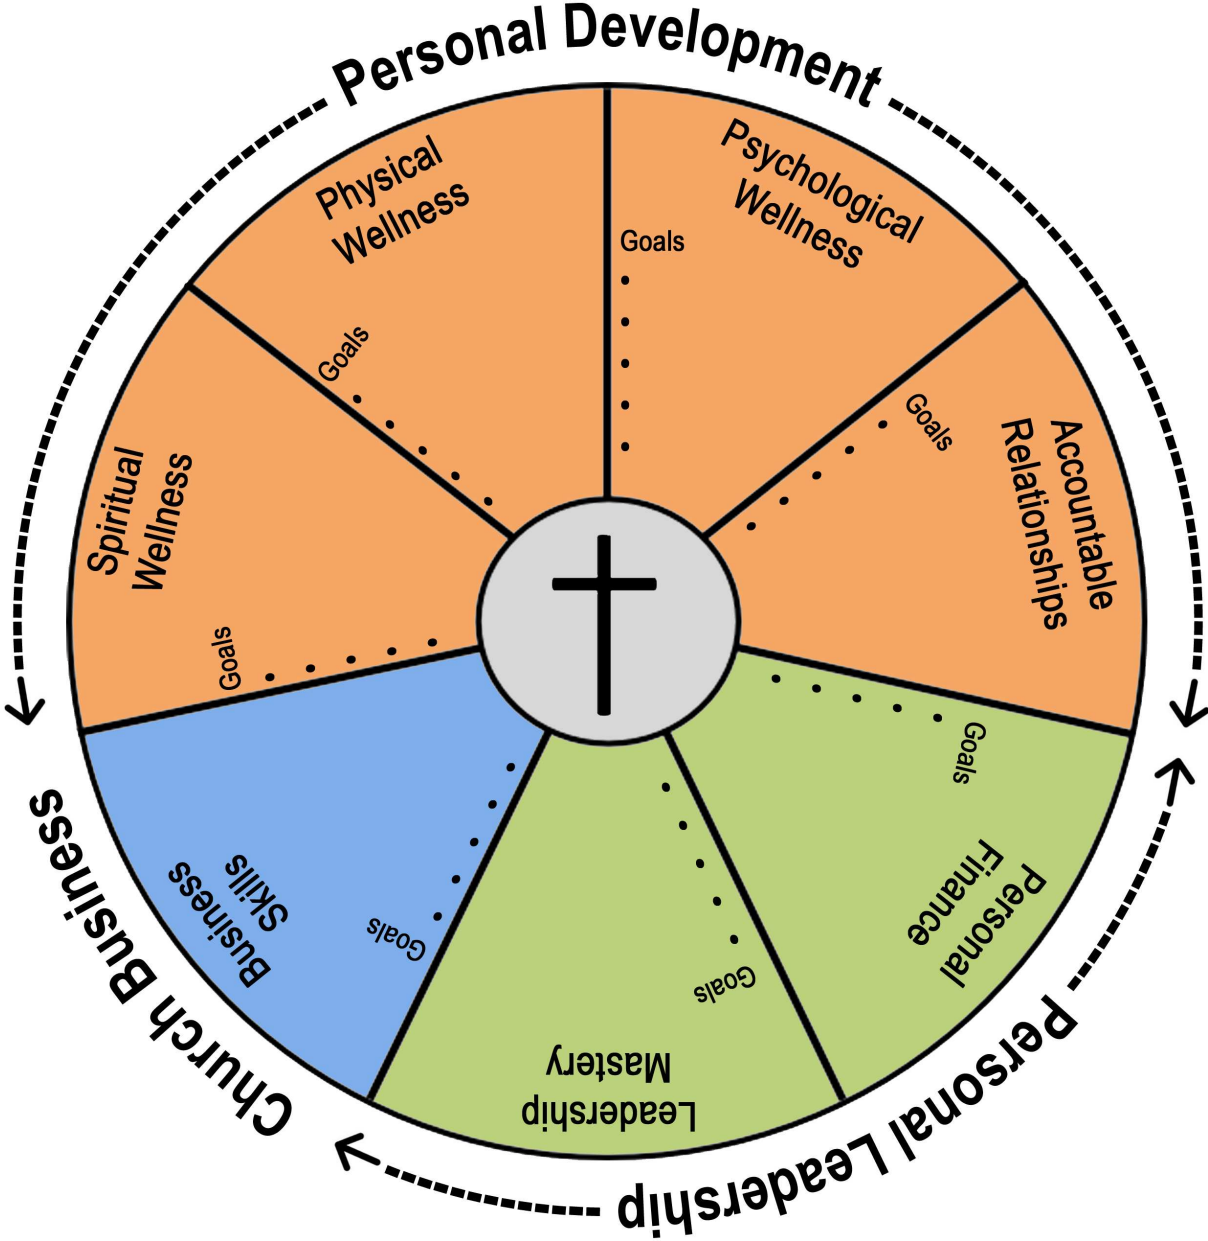 Personal Development
Psychological
Wellness
Goals
Accountable
Relationships
Goals
Personal
Finance
Goals
Personal Leadership
Leadership
Mastery
Goals
Church Business
Business
Skills
Goals
Spiritual
Wellness
Goals
Physical
Wellness
Goals